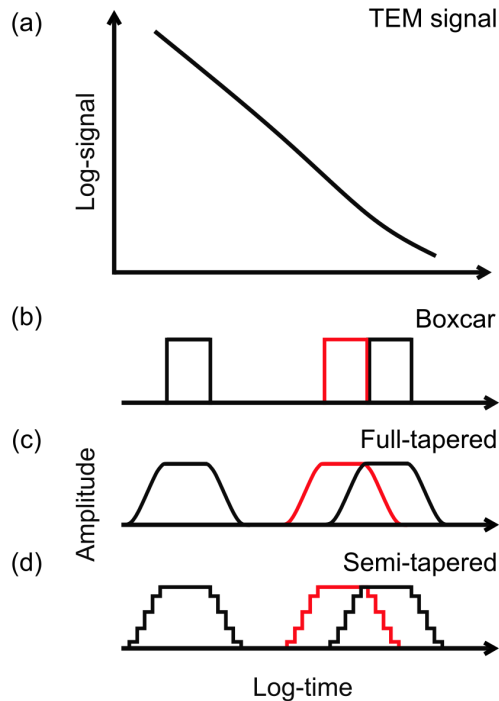 (a)
TEM signal
Log-signal
(b)
Boxcar
(c)
Full-tapered
Amplitude
(d)
Semi-tapered
Log-time